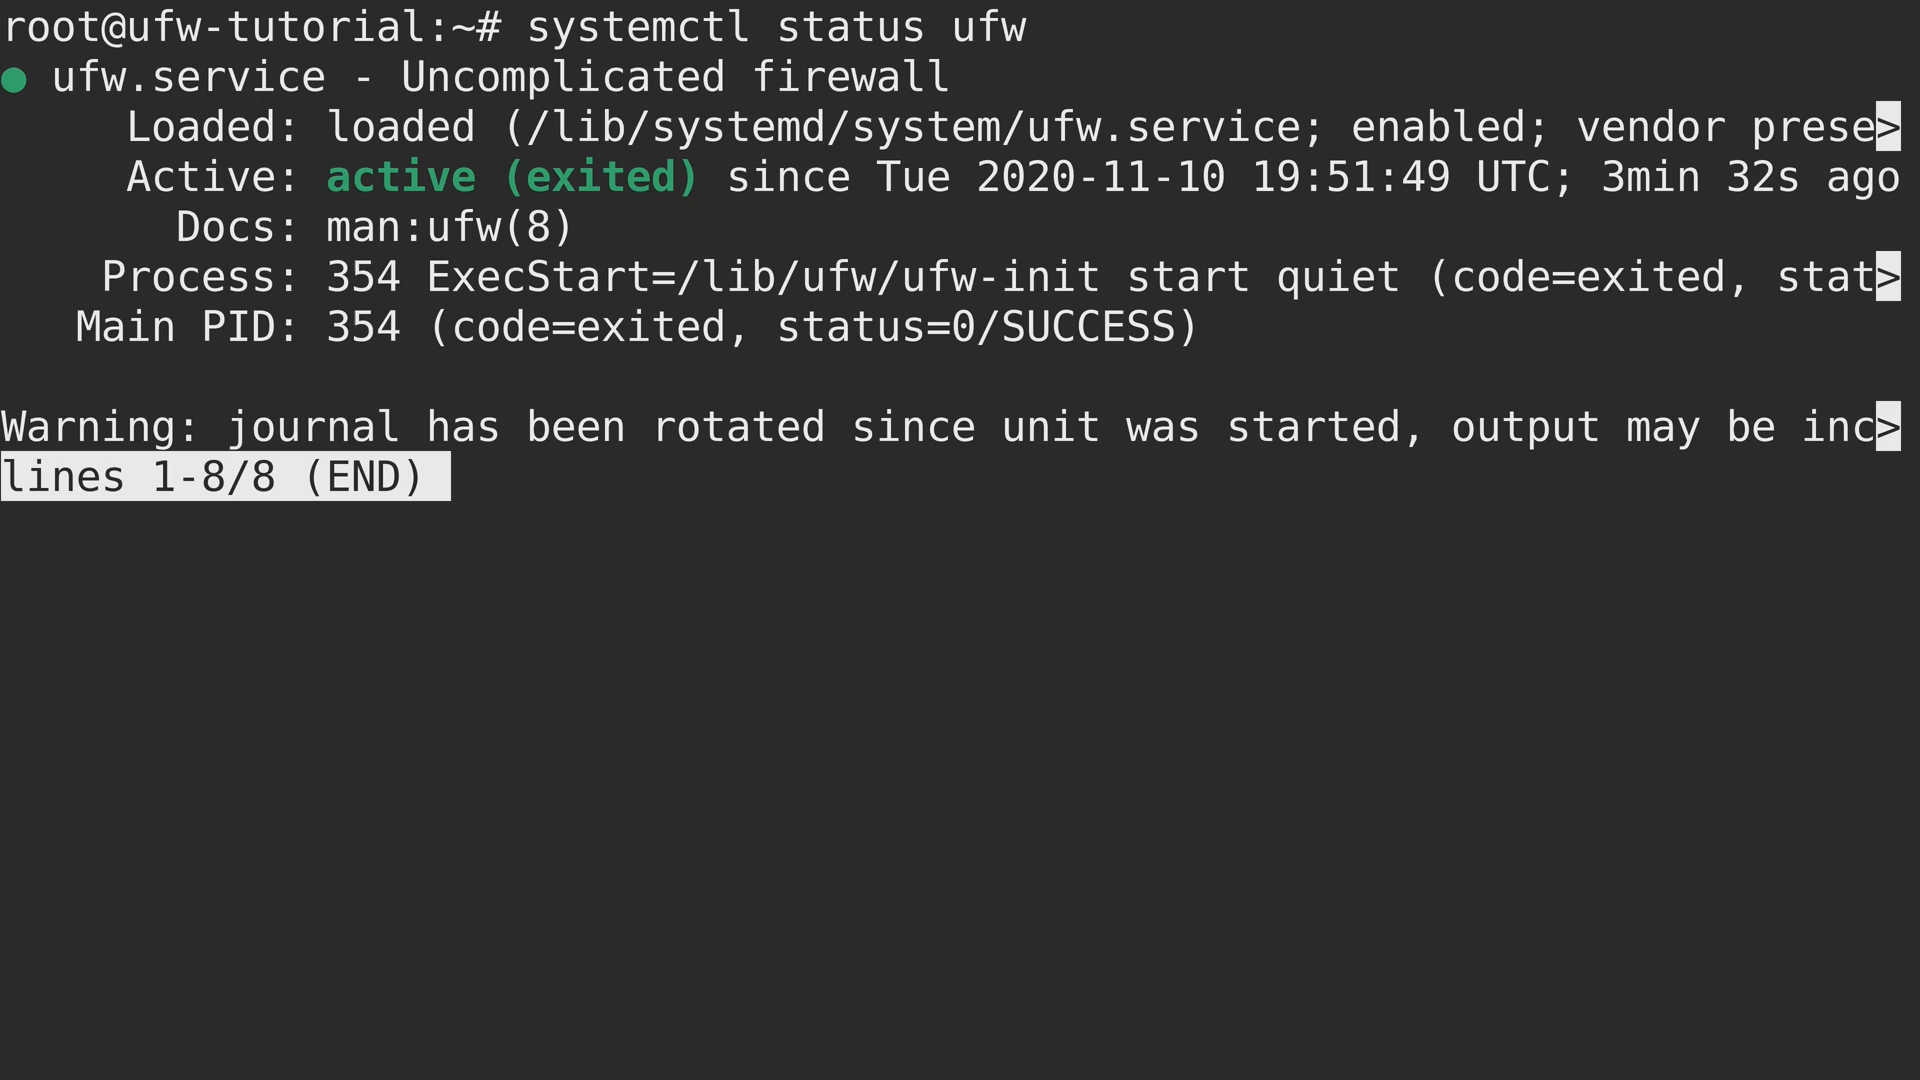 root@ufw-tutorial:~# systemctl status ufw
● ufw.service - Uncomplicated firewall
     Loaded: loaded (/lib/systemd/system/ufw.service; enabled; vendor prese>
     Active: active (exited) since Tue 2020-11-10 19:51:49 UTC; 3min 32s ago
       Docs: man:ufw(8)
    Process: 354 ExecStart=/lib/ufw/ufw-init start quiet (code=exited, stat>
   Main PID: 354 (code=exited, status=0/SUCCESS)

Warning: journal has been rotated since unit was started, output may be inc>
lines 1-8/8 (END)